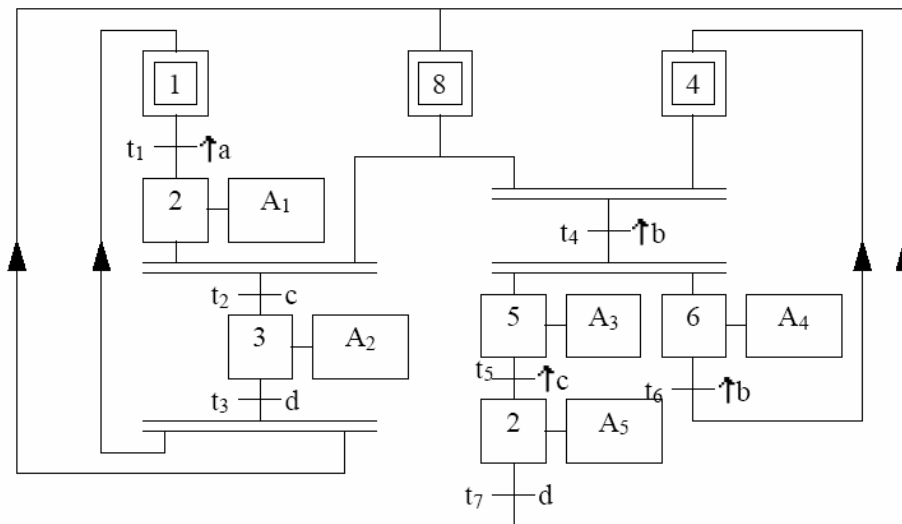 1 8 4
t₁ ↑a
2 A₁
t₄ ↑b
t₂ c
3 A₂
5 A₃ 6 A₄
t₅ ↑c t₆ ↑b
t₃ d
2 A₅
t₇ d